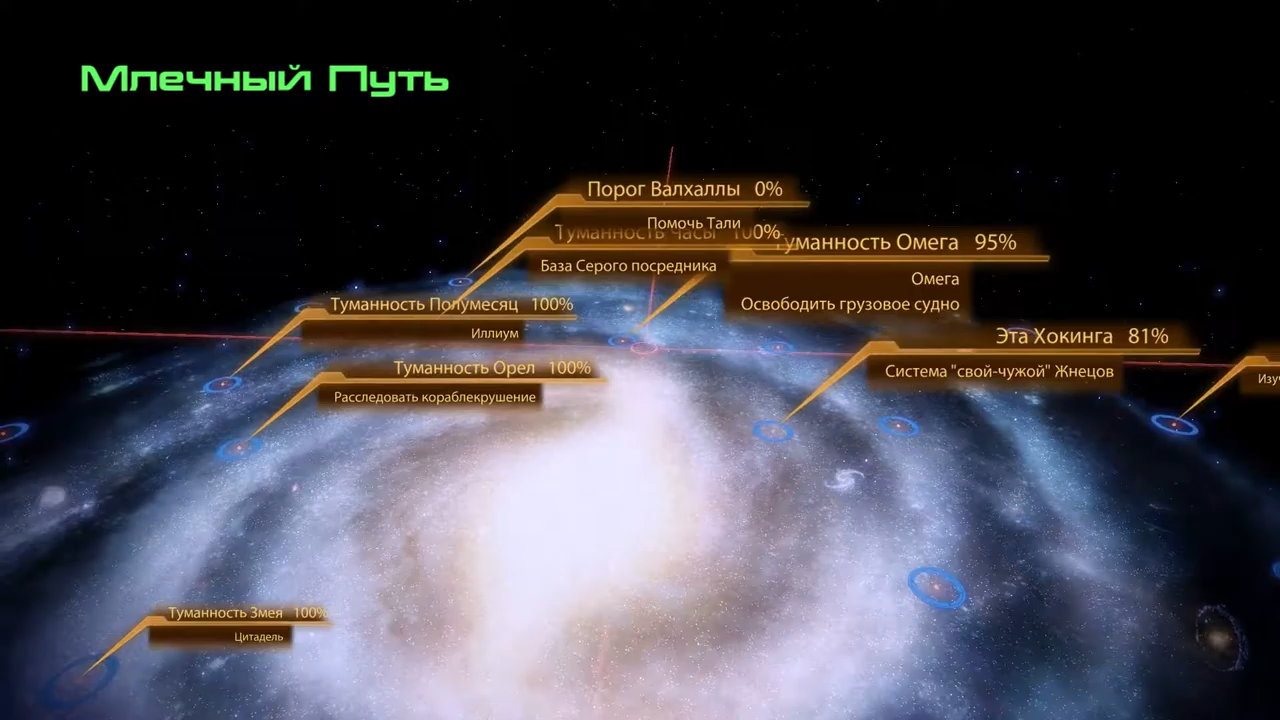 Млечный Путь
Порог Валхаллы 0%
Помочь Тали
Туманность Часы 100%
База Серого посредника
Туманность Омега 95%
Омега
Освободить грузовое судно
Туманность Полумесяц 100%
Иллиум
Эта Хокинга 81%
Система "свой-чужой" Жнецов
Туманность Орел 100%
Расследовать кораблекрушение
Туманность Змея 100%
Цитадель